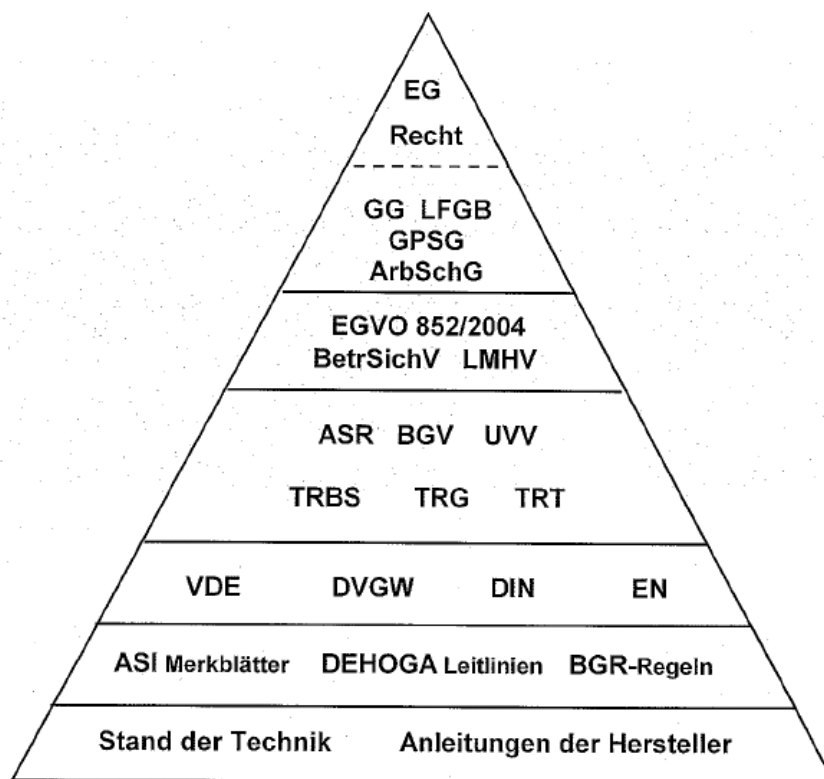 EG
Recht
GG LFGB
GPSG
ArbSchG
EGVO 852/2004
BetrSichV LMHV
ASR BGV UVV
TRBS TRG TRT
VDE DVGW DIN EN
ASI Merkblätter DEHOGA Leitlinien BGR-Regeln
Stand der Technik Anleitungen der Hersteller